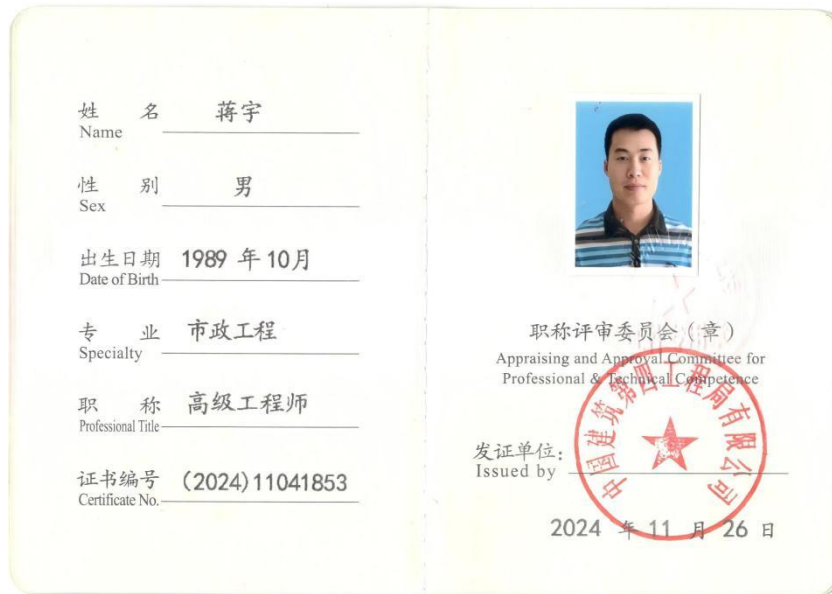 姓 名 蒋宇
Name
性 别 男
Sex
出生日期 1989 年 10月
Date of Birth
专 业 市政工程
Specialty
职 称 高级工程师
Professional Title
证书编号 (2024)11041853
Certificate No.
职称评审委员会（章）
Appraising and Approval Committee for
Professional & Technical Competence
中国建筑第四工程局有限公司
发证单位：
Issued by
2024 年 11 月 26 日